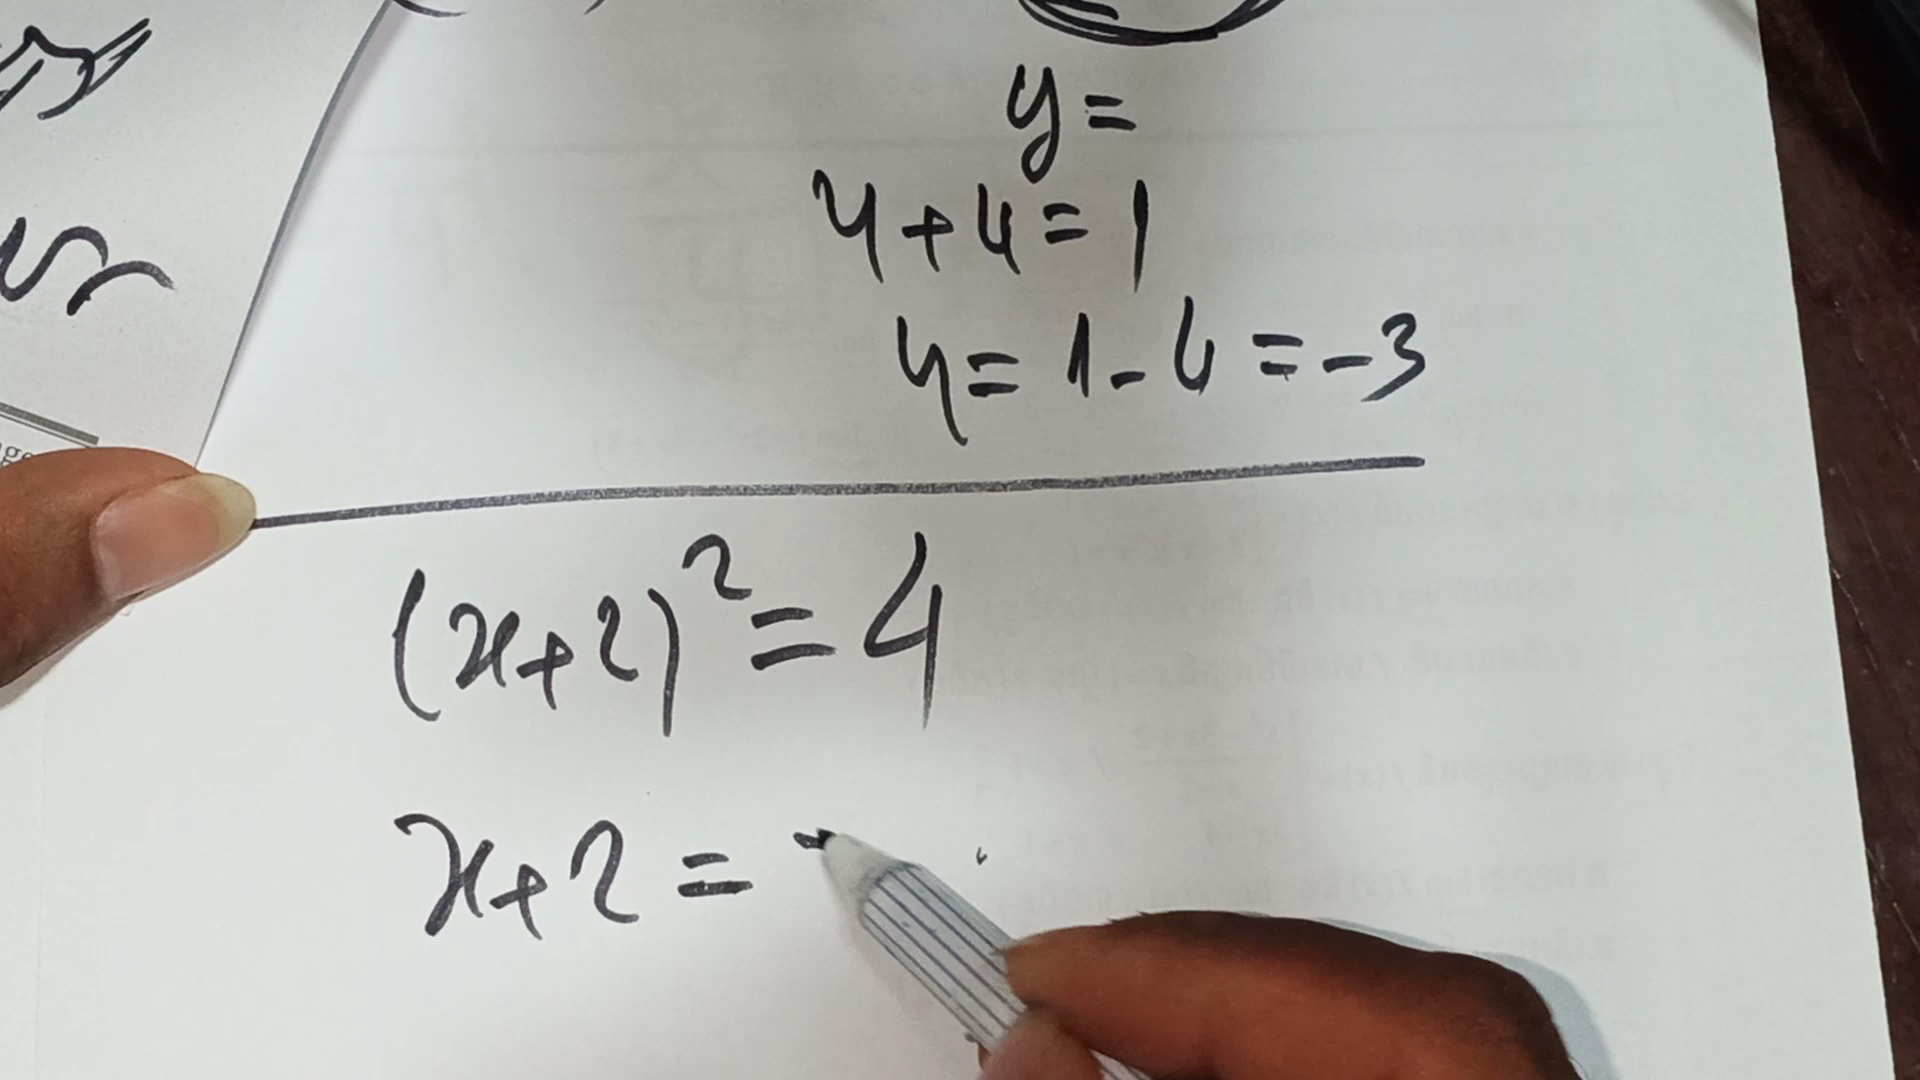 y =
y + 4 = 1
y = 1 - 4 = -3
(x+2)² = 4
x+2 =